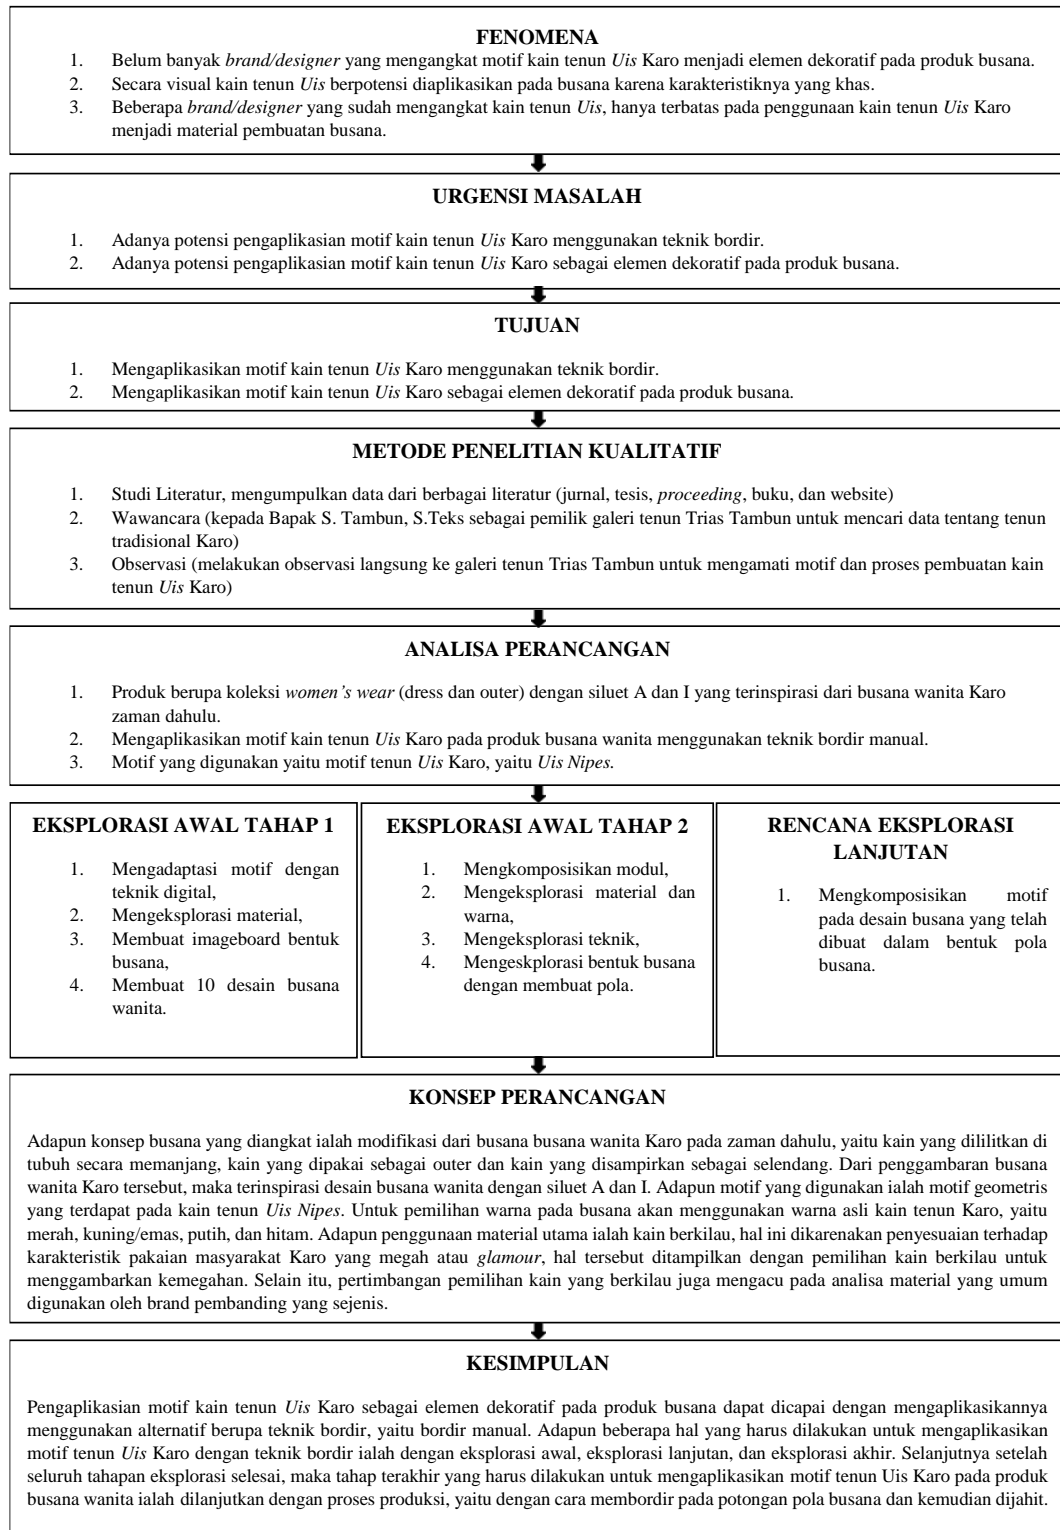 FENOMENA
1. Belum banyak brand/designer yang mengangkat motif kain tenun Uis Karo menjadi elemen dekoratif pada produk busana.
2. Secara visual kain tenun Uis berpotensi diaplikasikan pada busana karena karakteristiknya yang khas.
3. Beberapa brand/designer yang sudah mengangkat kain tenun Uis, hanya terbatas pada penggunaan kain tenun Uis Karo
menjadi material pembuatan busana.
URGENSI MASALAH
1. Adanya potensi pengaplikasian motif kain tenun Uis Karo menggunakan teknik bordir.
2. Adanya potensi pengaplikasian motif kain tenun Uis Karo sebagai elemen dekoratif pada produk busana.
TUJUAN
1. Mengaplikasikan motif kain tenun Uis Karo menggunakan teknik bordir.
2. Mengaplikasikan motif kain tenun Uis Karo sebagai elemen dekoratif pada produk busana.
METODE PENELITIAN KUALITATIF
1. Studi Literatur, mengumpulkan data dari berbagai literatur (jurnal, tesis, proceeding, buku, dan website)
2. Wawancara (kepada Bapak S. Tambun, S.Teks sebagai pemilik galeri tenun Trias Tambun untuk mencari data tentang tenun
tradisional Karo)
3. Observasi (melakukan observasi langsung ke galeri tenun Trias Tambun untuk mengamati motif dan proses pembuatan kain
tenun Uis Karo)
ANALISA PERANCANGAN
1. Produk berupa koleksi women's wear (dress dan outer) dengan siluet A dan I yang terinspirasi dari busana wanita Karo
zaman dahulu.
2. Mengaplikasikan motif kain tenun Uis Karo pada produk busana wanita menggunakan teknik bordir manual.
3. Motif yang digunakan yaitu motif tenun Uis Karo, yaitu Uis Nipes.
EKSPLORASI AWAL TAHAP 1
1. Mengadaptasi motif dengan
teknik digital,
2. Mengeksplorasi material,
3. Membuat imageboard bentuk
busana,
4. Membuat 10 desain busana
wanita.
EKSPLORASI AWAL TAHAP 2
1. Mengkomposisikan modul,
2. Mengeksplorasi material dan
warna,
3. Mengeksplorasi teknik,
4. Mengeskplorasi bentuk busana
dengan membuat pola.
RENCANA EKSPLORASI
LANJUTAN
1. Mengkomposisikan motif
pada desain busana yang telah
dibuat dalam bentuk pola
busana.
KONSEP PERANCANGAN
Adapun konsep busana yang diangkat ialah modifikasi dari busana busana wanita Karo pada zaman dahulu, yaitu kain yang dililitkan di
tubuh secara memanjang, kain yang dipakai sebagai outer dan kain yang disampirkan sebagai selendang. Dari penggambaran busana
wanita Karo tersebut, maka terinspirasi desain busana wanita dengan siluet A dan I. Adapun motif yang digunakan ialah motif geometris
yang terdapat pada kain tenun Uis Nipes. Untuk pemilihan warna pada busana akan menggunakan warna asli kain tenun Karo, yaitu
merah, kuning/emas, putih, dan hitam. Adapun penggunaan material utama ialah kain berkilau, hal ini dikarenakan penyesuaian terhadap
karakteristik pakaian masyarakat Karo yang megah atau glamour, hal tersebut ditampilkan dengan pemilihan kain berkilau untuk
menggambarkan kemegahan. Selain itu, pertimbangan pemilihan kain yang berkilau juga mengacu pada analisa material yang umum
digunakan oleh brand pembanding yang sejenis.
KESIMPULAN
Pengaplikasian motif kain tenun Uis Karo sebagai elemen dekoratif pada produk busana dapat dicapai dengan mengaplikasikannya
menggunakan alternatif berupa teknik bordir, yaitu bordir manual. Adapun beberapa hal yang harus dilakukan untuk mengaplikasikan
motif tenun Uis Karo dengan teknik bordir ialah dengan eksplorasi awal, eksplorasi lanjutan, dan eksplorasi akhir. Selanjutnya setelah
seluruh tahapan eksplorasi selesai, maka tahap terakhir yang harus dilakukan untuk mengaplikasikan motif tenun Uis Karo pada produk
busana wanita ialah dilanjutkan dengan proses produksi, yaitu dengan cara membordir pada potongan pola busana dan kemudian dijahit.